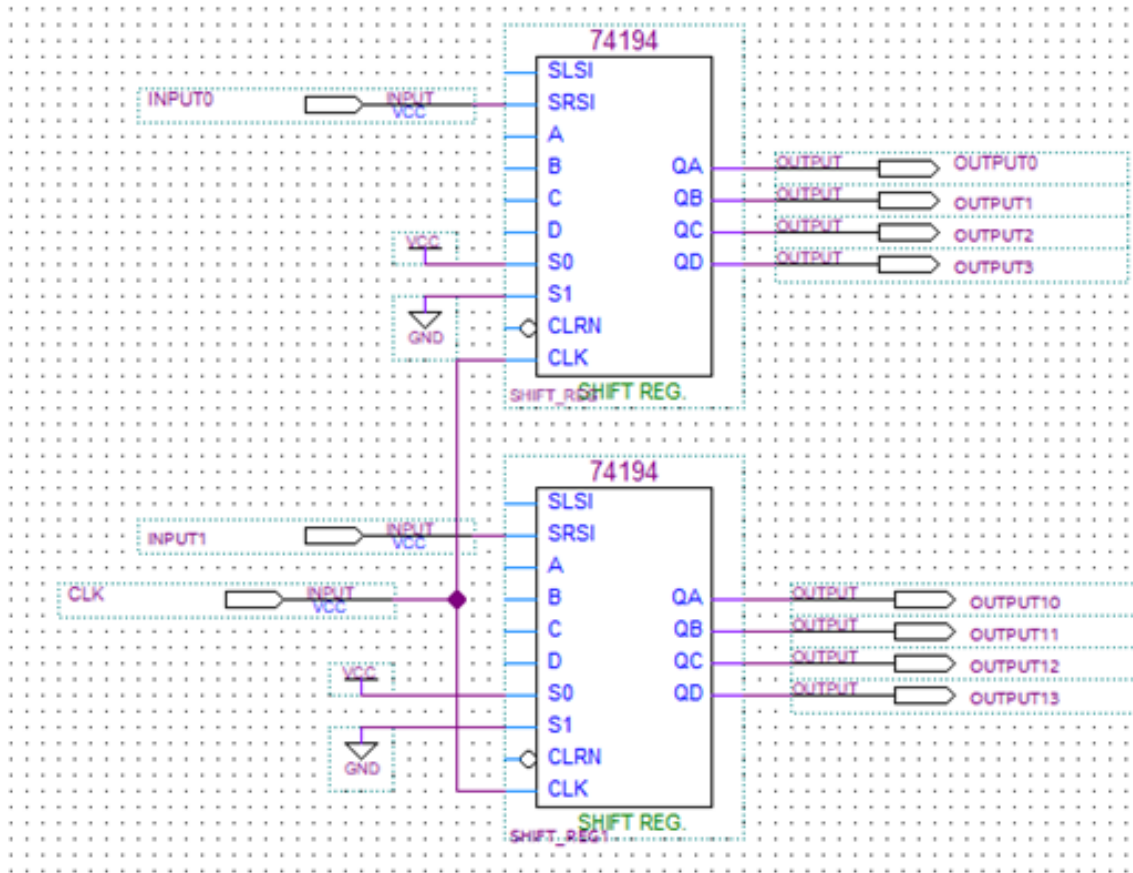 74194
SLSI
INPUT0 INPUT SRSI
VCC
A
B QA OUTPUT OUTPUT0
C QB OUTPUT OUTPUT1
D QC OUTPUT OUTPUT2
VCC
S0 QD OUTPUT OUTPUT3
S1
GND
CLRN
CLK
SHIFT_REG SHIFT REG.
74194
SLSI
INPUT1 INPUT SRSI
VCC
A
CLK INPUT B QA OUTPUT OUTPUT10
VCC
C QB OUTPUT OUTPUT11
D QC OUTPUT OUTPUT12
VCC
S0 QD OUTPUT OUTPUT13
S1
GND
CLRN
CLK
SHIFT_REG1 SHIFT REG.